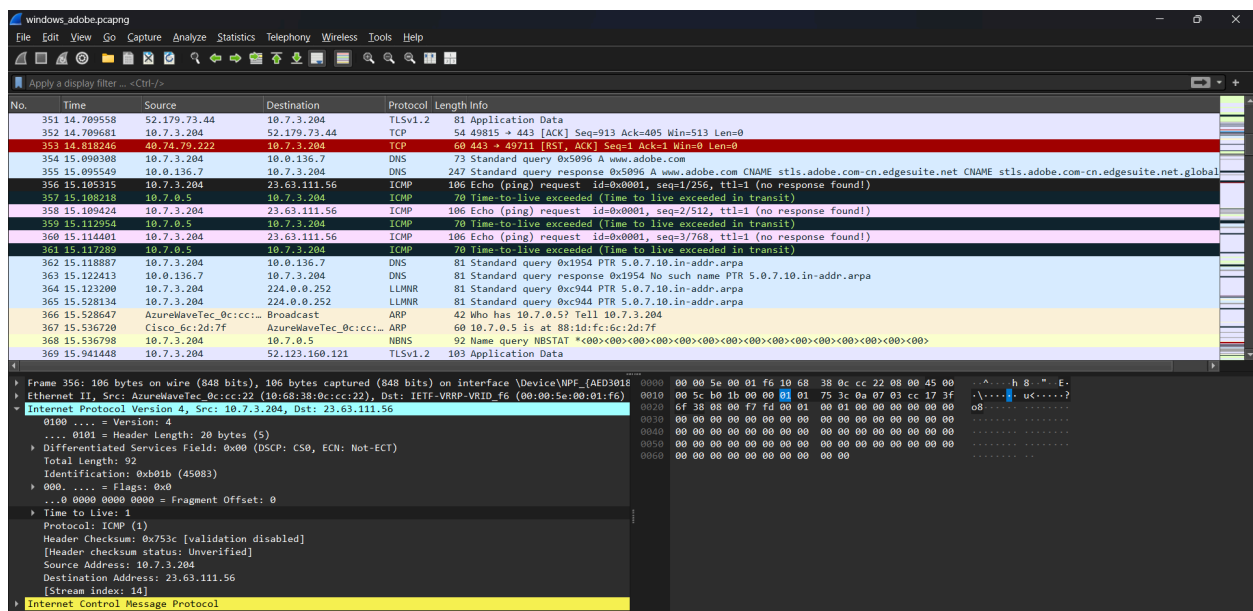 windows_adobe.pcapng
File Edit View Go Capture Analyze Statistics Telephony Wireless Tools Help
Apply a display filter ... <Ctrl-/>
No. Time Source Destination Protocol Length Info
351 14.709558 52.179.73.44 10.7.3.204 TLSv1.2 81 Application Data
352 14.709681 10.7.3.204 52.179.73.44 TCP 54 49815 → 443 [ACK] Seq=913 Ack=405 Win=513 Len=0
353 14.818246 40.74.79.222 10.7.3.204 TCP 60 443 → 49711 [RST, ACK] Seq=1 Ack=1 Win=0 Len=0
354 15.090308 10.7.3.204 10.0.136.7 DNS 73 Standard query 0x5096 A www.adobe.com
355 15.095549 10.0.136.7 10.7.3.204 DNS 247 Standard query response 0x5096 A www.adobe.com CNAME stls.adobe.com-cn.edgesuite.net CNAME stls.adobe.com-cn.edgesuite.net.global
356 15.105315 10.7.3.204 23.63.111.56 ICMP 106 Echo (ping) request id=0x0001, seq=1/256, ttl=1 (no response found!)
357 15.108218 10.7.0.5 10.7.3.204 ICMP 70 Time-to-live exceeded (Time to live exceeded in transit)
358 15.109424 10.7.3.204 23.63.111.56 ICMP 106 Echo (ping) request id=0x0001, seq=2/512, ttl=1 (no response found!)
359 15.112954 10.7.0.5 10.7.3.204 ICMP 70 Time-to-live exceeded (Time to live exceeded in transit)
360 15.114401 10.7.3.204 23.63.111.56 ICMP 106 Echo (ping) request id=0x0001, seq=3/768, ttl=1 (no response found!)
361 15.117289 10.7.0.5 10.7.3.204 ICMP 70 Time-to-live exceeded (Time to live exceeded in transit)
362 15.118887 10.7.3.204 10.0.136.7 DNS 81 Standard query 0x1954 PTR 5.0.7.10.in-addr.arpa
363 15.122413 10.0.136.7 10.7.3.204 DNS 81 Standard query response 0x1954 No such name PTR 5.0.7.10.in-addr.arpa
364 15.123200 10.7.3.204 224.0.0.252 LLMNR 81 Standard query 0xc944 PTR 5.0.7.10.in-addr.arpa
365 15.528134 10.7.3.204 224.0.0.252 LLMNR 81 Standard query 0xc944 PTR 5.0.7.10.in-addr.arpa
366 15.528647 AzureWaveTec_0c:cc:… Broadcast ARP 42 Who has 10.7.0.5? Tell 10.7.3.204
367 15.536720 Cisco_6c:2d:7f AzureWaveTec_0c:cc:… ARP 60 10.7.0.5 is at 88:1d:fc:6c:2d:7f
368 15.536798 10.7.3.204 10.7.0.5 NBNS 92 Name query NBSTAT *<00><00><00><00><00><00><00><00><00><00><00><00><00><00><00>
369 15.941448 10.7.3.204 52.123.160.121 TLSv1.2 103 Application Data
Frame 356: 106 bytes on wire (848 bits), 106 bytes captured (848 bits) on interface \Device\NPF_{AED3018
Ethernet II, Src: AzureWaveTec_0c:cc:22 (10:68:38:0c:cc:22), Dst: IETF-VRRP-VRID_f6 (00:00:5e:00:01:f6)
Internet Protocol Version 4, Src: 10.7.3.204, Dst: 23.63.111.56
0100 .... = Version: 4
.... 0101 = Header Length: 20 bytes (5)
Differentiated Services Field: 0x00 (DSCP: CS0, ECN: Not-ECT)
Total Length: 92
Identification: 0xb01b (45083)
000. .... = Flags: 0x0
...0 0000 0000 0000 = Fragment Offset: 0
Time to Live: 1
Protocol: ICMP (1)
Header Checksum: 0x753c [validation disabled]
[Header checksum status: Unverified]
Source Address: 10.7.3.204
Destination Address: 23.63.111.56
[Stream index: 14]
Internet Control Message Protocol
0000 00 00 5e 00 01 f6 10 68 38 0c cc 22 08 00 45 00 ··^····h 8··"··E·
0010 00 5c b0 1b 00 00 01 01 75 3c 0a 07 03 cc 17 3f ·\······ u<·····?
0020 6f 38 08 00 f7 fd 00 01 00 01 00 00 00 00 00 00 o8······ ········
0030 00 00 00 00 00 00 00 00 00 00 00 00 00 00 00 00 ········ ········
0040 00 00 00 00 00 00 00 00 00 00 00 00 00 00 00 00 ········ ········
0050 00 00 00 00 00 00 00 00 00 00 00 00 00 00 00 00 ········ ········
0060 00 00 00 00 00 00 00 00 00 00 ········ ··